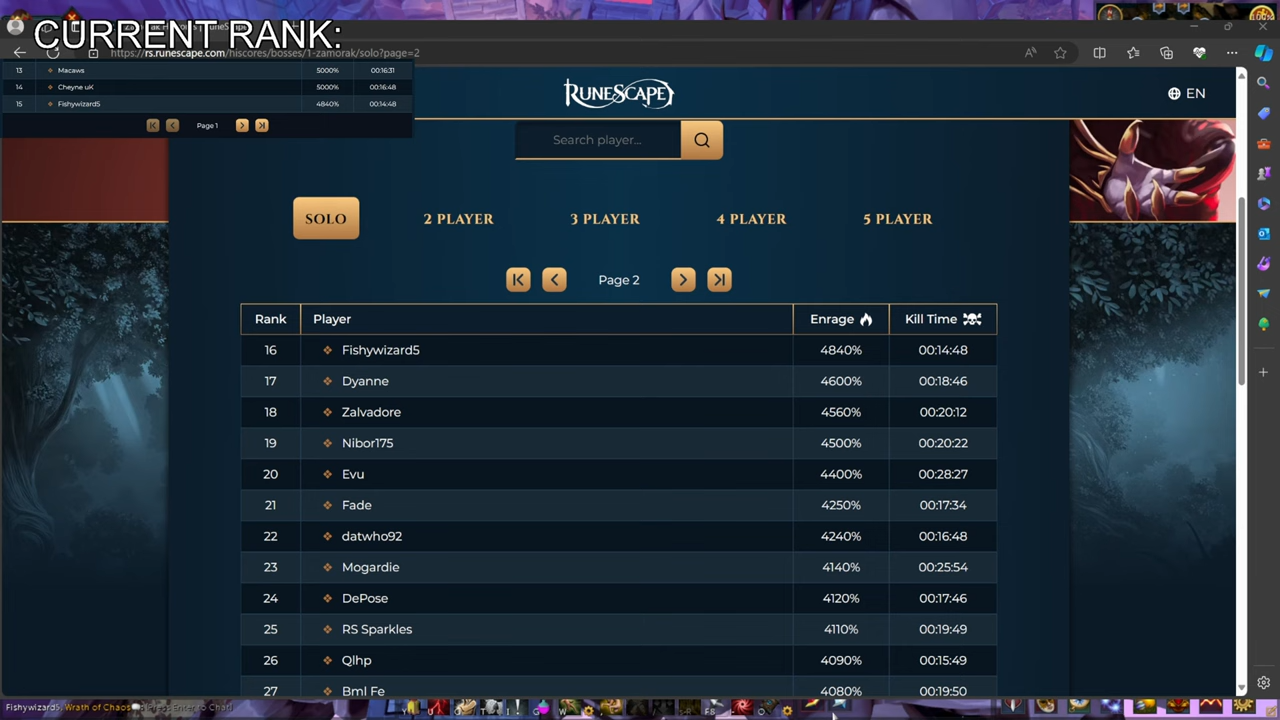 CURRENT RANK:
https://rs.runescape.com/hiscores/bosses/1-zamorak/solo?page=2
13 Macaws 5000% 00:16:31
14 Cheyne uK 5000% 00:16:48
15 Fishywizard5 4840% 00:14:48
Page 1
RUNESCAPE
EN
Search player...
SOLO 2 PLAYER 3 PLAYER 4 PLAYER 5 PLAYER
Page 2
Rank Player Enrage Kill Time
16 Fishywizard5 4840% 00:14:48
17 Dyanne 4600% 00:18:46
18 Zalvadore 4560% 00:20:12
19 Nibor175 4500% 00:20:22
20 Evu 4400% 00:28:27
21 Fade 4250% 00:17:34
22 datwho92 4240% 00:16:48
23 Mogardie 4140% 00:25:54
24 DePose 4120% 00:17:46
25 RS Sparkles 4110% 00:19:49
26 Qlhp 4090% 00:15:49
27 Bml Fe 4080% 00:19:50
Fishywizard5, Wrath of Chaos Press Enter to Chat!